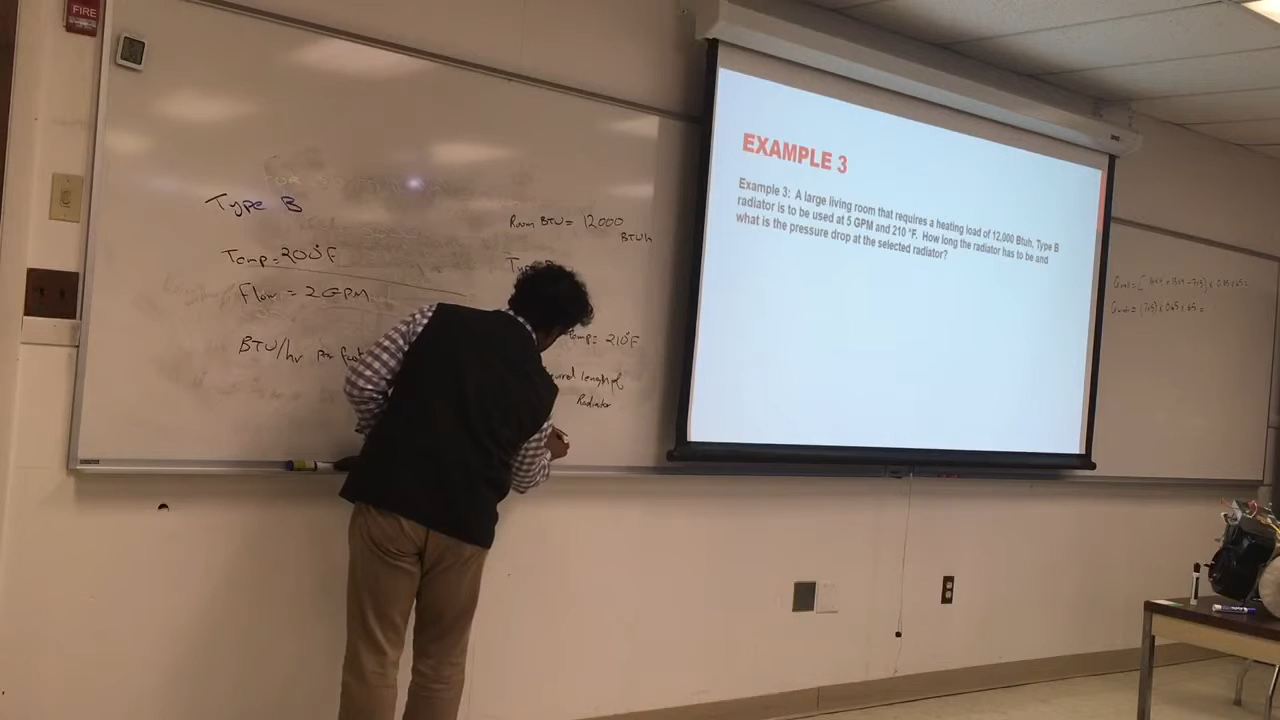 FIRE
Type B
Temp = 200°F
Flow = 2 GPM
BTU/hr per
Room BTU = 12000
BTUh
Temp = 210°F
length of
Radiator
EXAMPLE 3
Example 3: A large living room that requires a heating load of 12,000 Btuh, Type B
radiator is to be used at 5 GPM and 210 °F. How long the radiator has to be and
what is the pressure drop at the selected radiator?